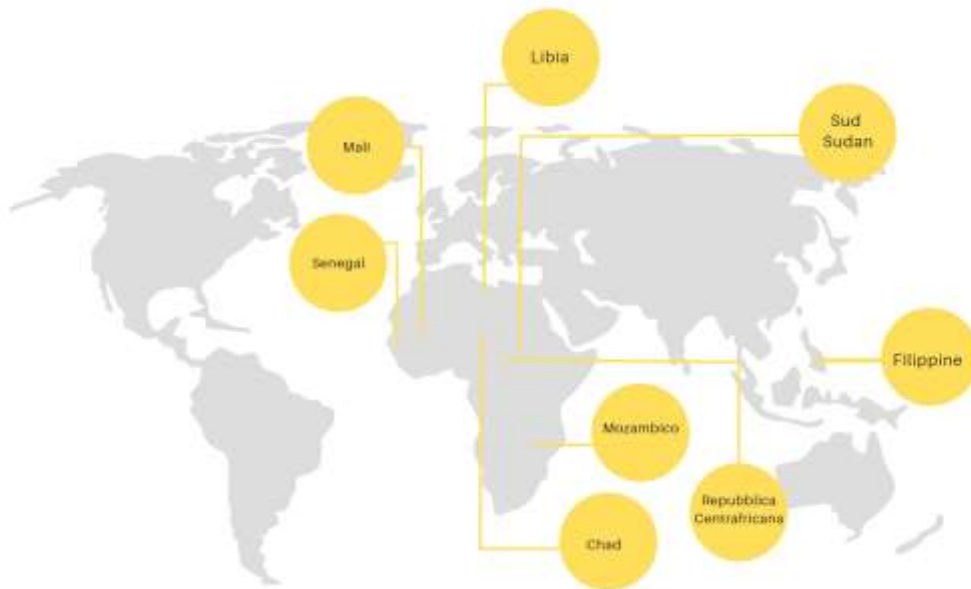 Libia
Sud
Sudan
Mali
Senegal
Filippine
Mozambico
Repubblica
Centrafricana
Chad